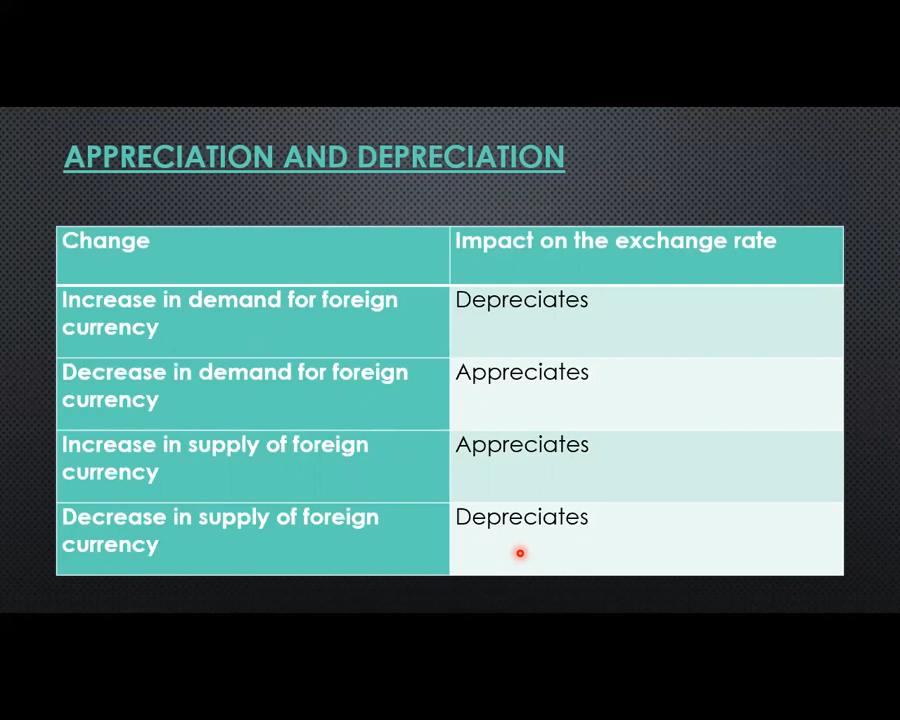 APPRECIATION AND DEPRECIATION
Change
Impact on the exchange rate
Increase in demand for foreign
currency
Depreciates
Decrease in demand for foreign
currency
Appreciates
Increase in supply of foreign
currency
Appreciates
Decrease in supply of foreign
currency
Depreciates